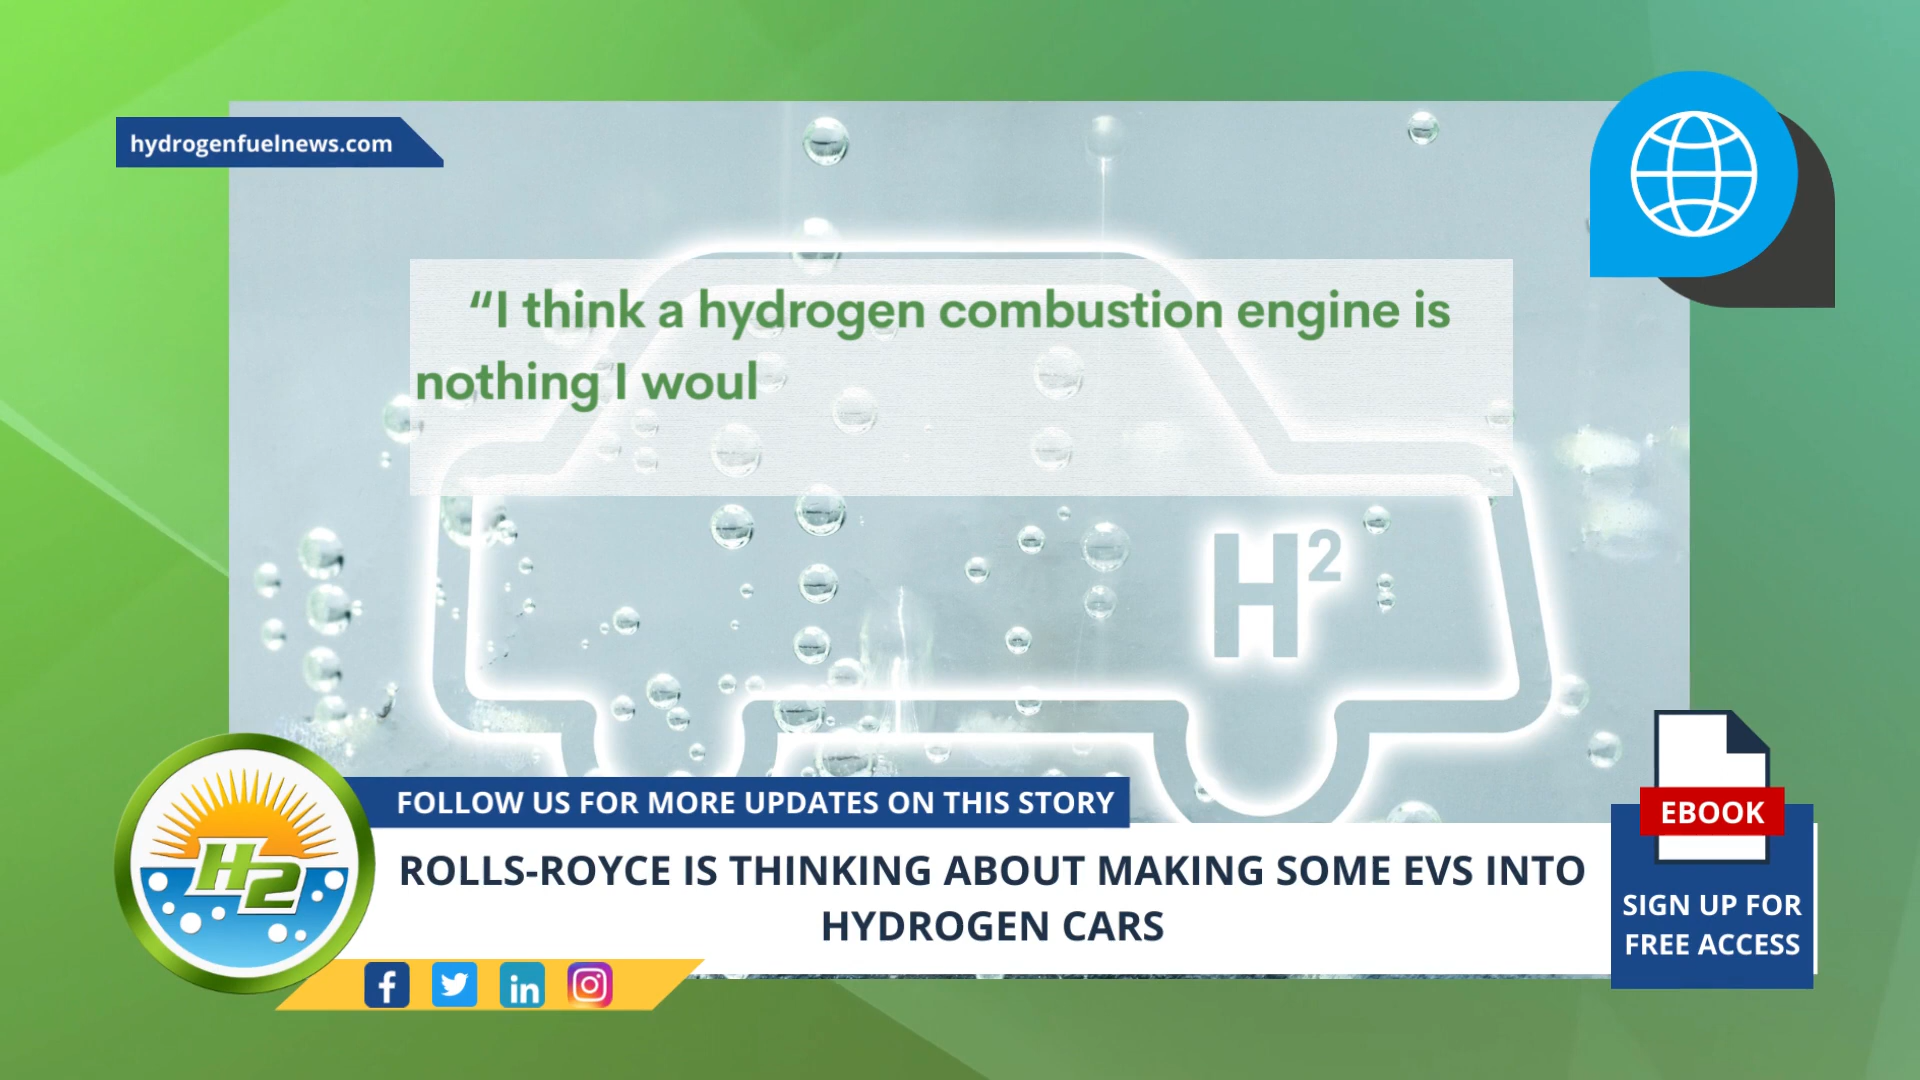 hydrogenfuelnews.com
“I think a hydrogen combustion engine is
nothing I woul
H²
FOLLOW US FOR MORE UPDATES ON THIS STORY
ROLLS-ROYCE IS THINKING ABOUT MAKING SOME EVS INTO
HYDROGEN CARS
H2
EBOOK
SIGN UP FOR
FREE ACCESS